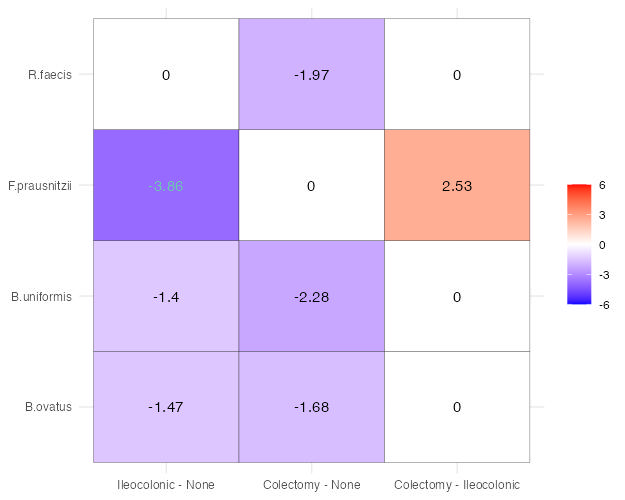 R.faecis 0 -1.97 0
F.prausnitzii -3.86 0 2.53
B.uniformis -1.4 -2.28 0
B.ovatus -1.47 -1.68 0
Ileocolonic - None Colectomy - None Colectomy - Ileocolonic
6
3
0
-3
-6